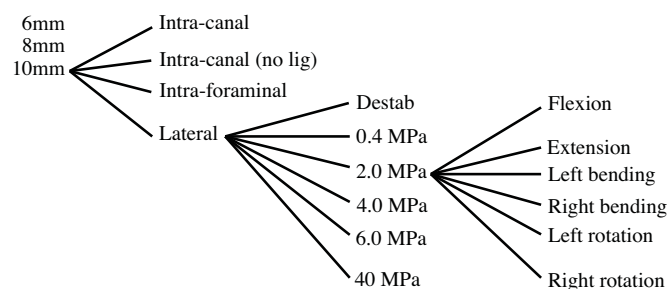 6mm
8mm
10mm
Intra-canal
Intra-canal (no lig)
Intra-foraminal
Lateral
Destab
0.4 MPa
2.0 MPa
4.0 MPa
6.0 MPa
40 MPa
Flexion
Extension
Left bending
Right bending
Left rotation
Right rotation